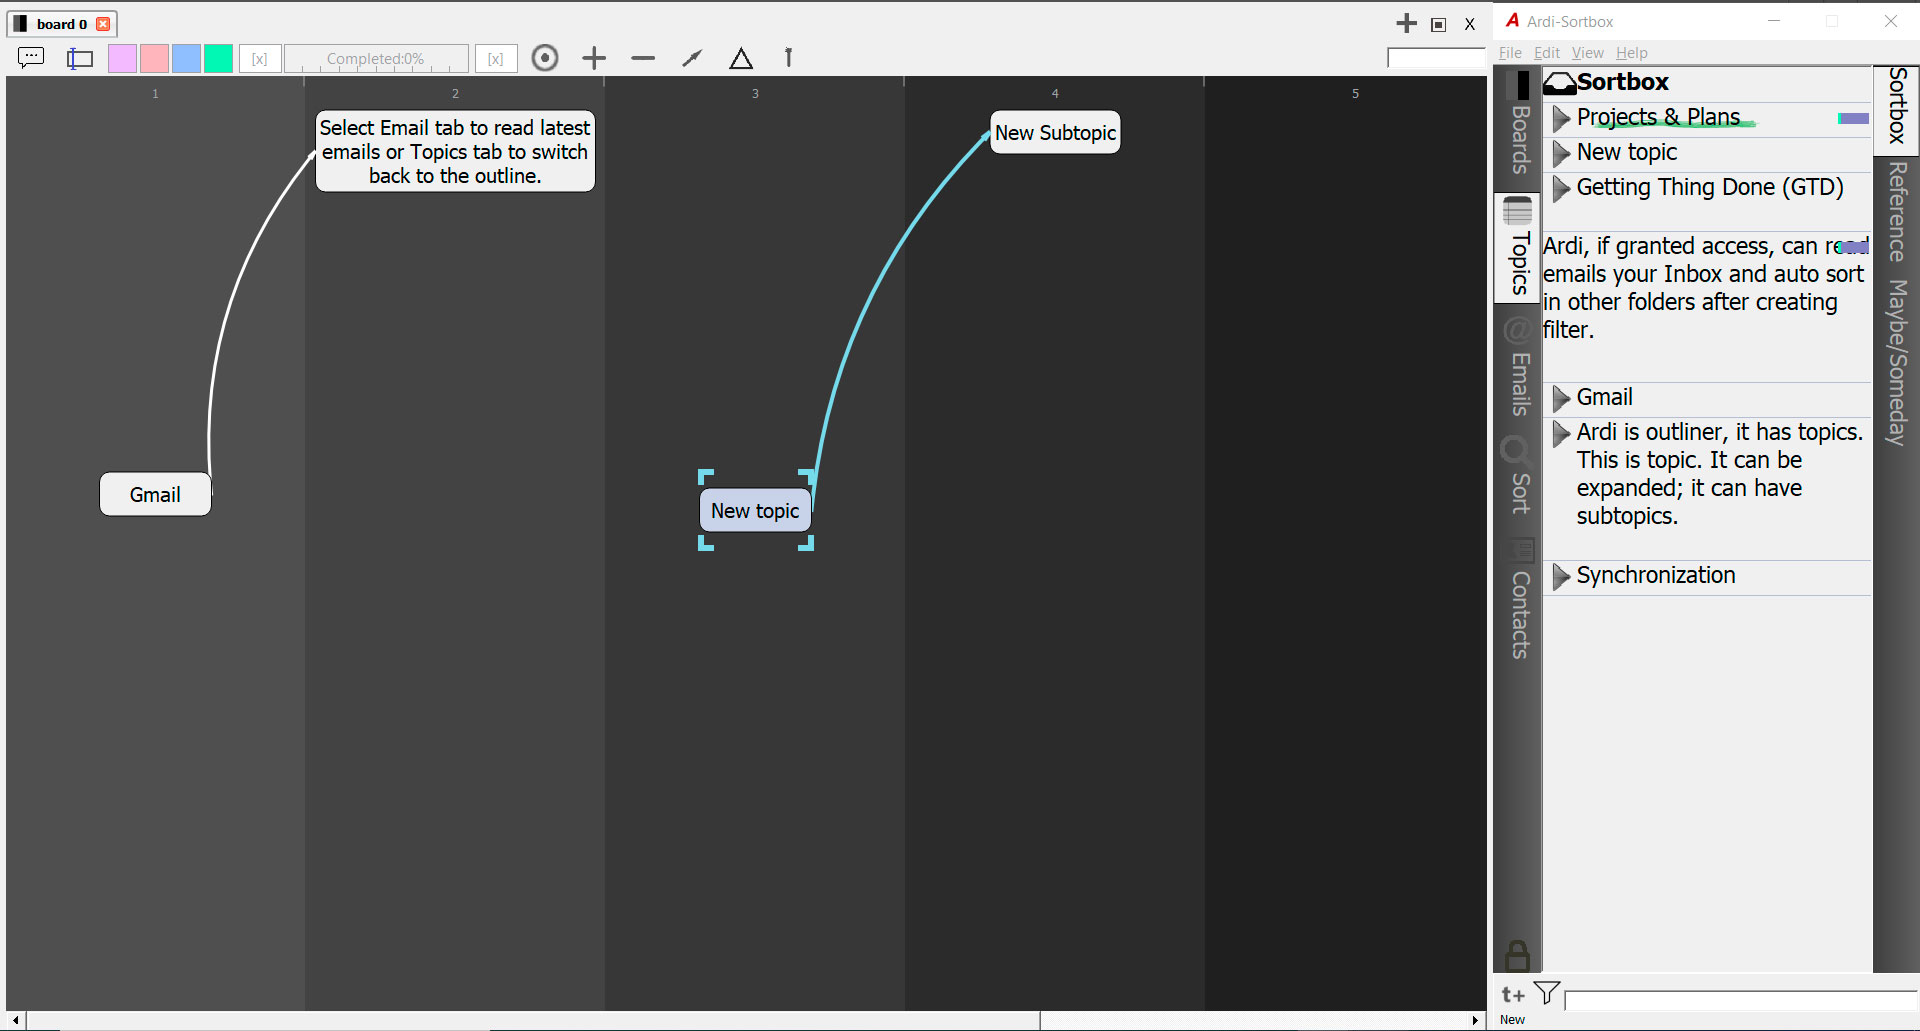 board 0
X
[x]
Completed:0%
[x]
1
2
3
4
5
Select Email tab to read latest
emails or Topics tab to switch
back to the outline.
Gmail
New topic
New Subtopic
A Ardi-Sortbox
File Edit View Help
Boards
Topics
@
Emails
Sort
Contacts
Sortbox
Projects & Plans
New topic
Getting Thing Done (GTD)
Ardi, if granted access, can read
emails your Inbox and auto sort
in other folders after creating
filter.
Gmail
Ardi is outliner, it has topics.
This is topic. It can be
expanded; it can have
subtopics.
Synchronization
Sortbox
Reference
Maybe/Someday
t+
New